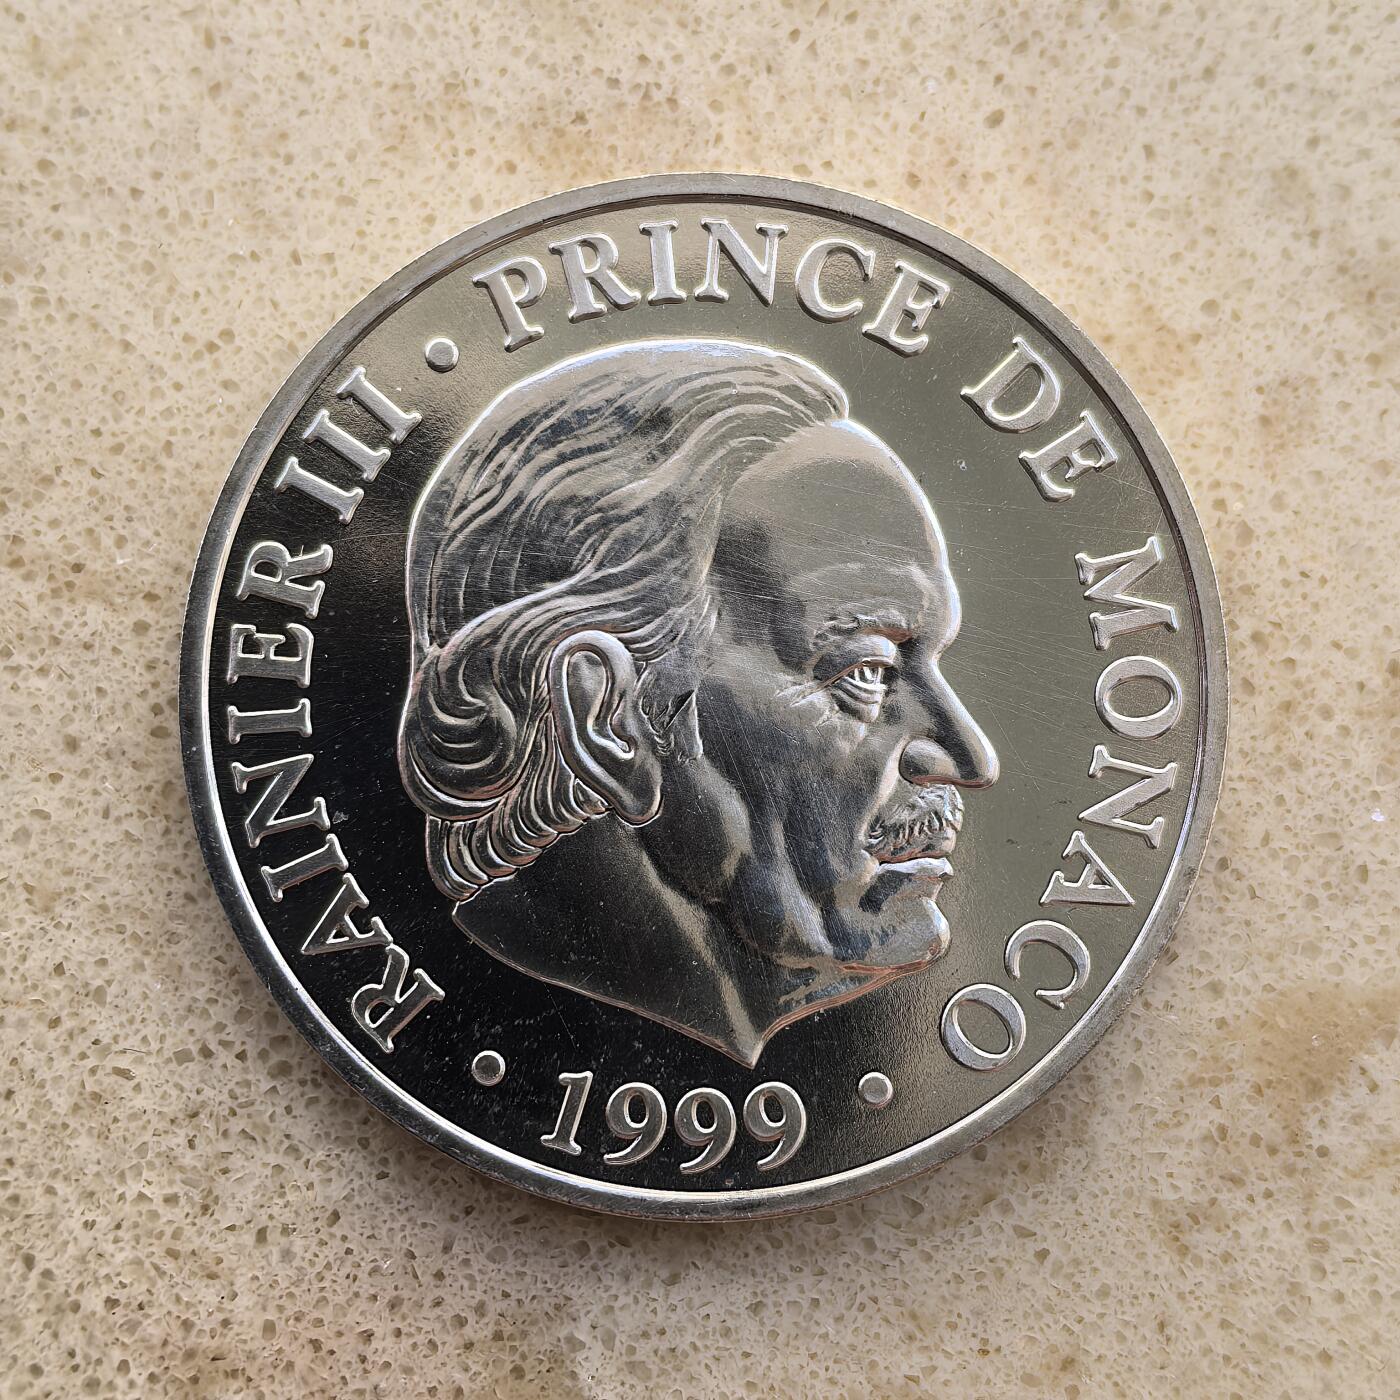 RAINIER III • PRINCE DE MONACO
• 1999 •